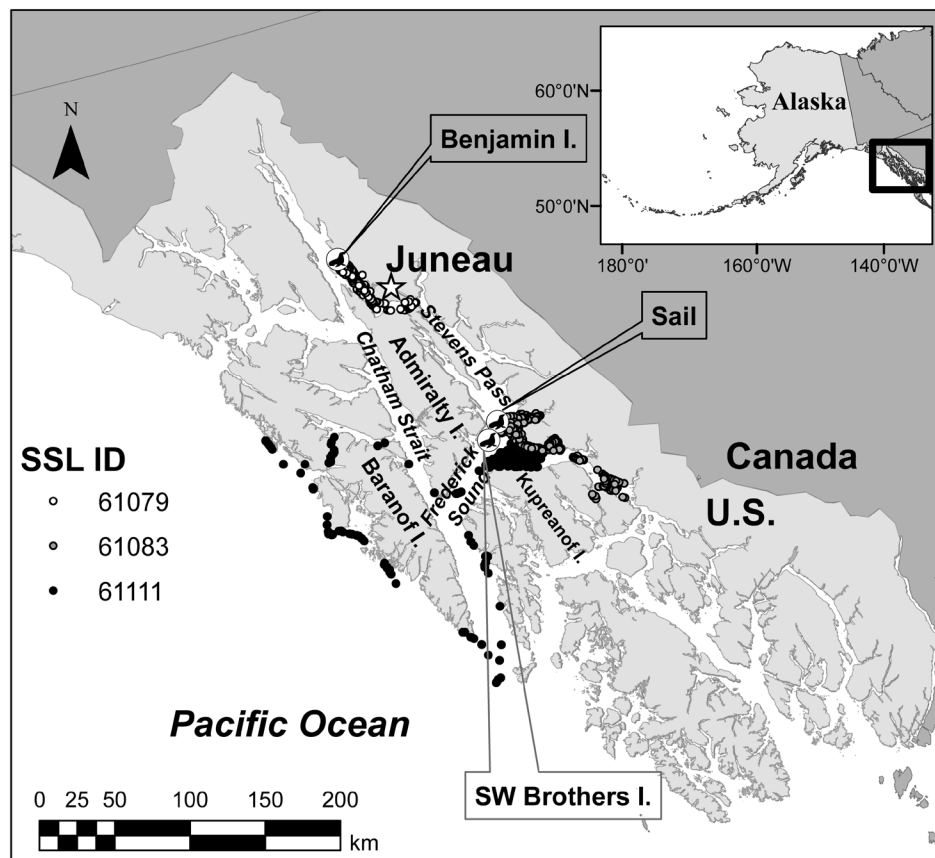 N
Benjamin I.
Juneau
Stevens Pass
Sail
Chatham Strait
Admiralty I.
Canada
U.S.
Frederick
Sound
Kupreanof I.
Baranof I.
SSL ID
61079
61083
61111
Pacific Ocean
SW Brothers I.
0 25 50 100 150 200
km
Alaska
60°0'N
50°0'N
180°0' 160°0'W 140°0'W